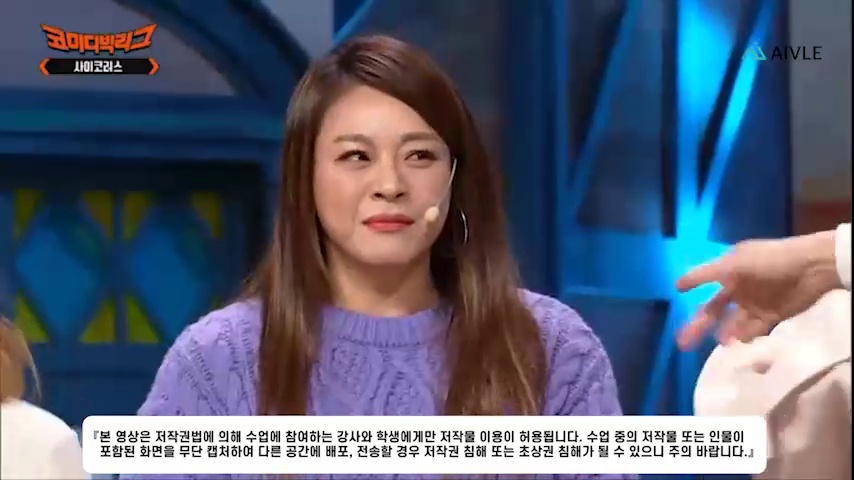 코미디빅리그
AIVLE
사이코러스
『본 영상은 저작권법에 의해 수업에 참여하는 강사와 학생에게만 저작물 이용이 허용됩니다. 수업 중의 저작물 또는 인물이
포함된 화면을 무단 캡처하여 다른 공간에 배포, 전송할 경우 저작권 침해 또는 초상권 침해가 될 수 있으니 주의 바랍니다.』